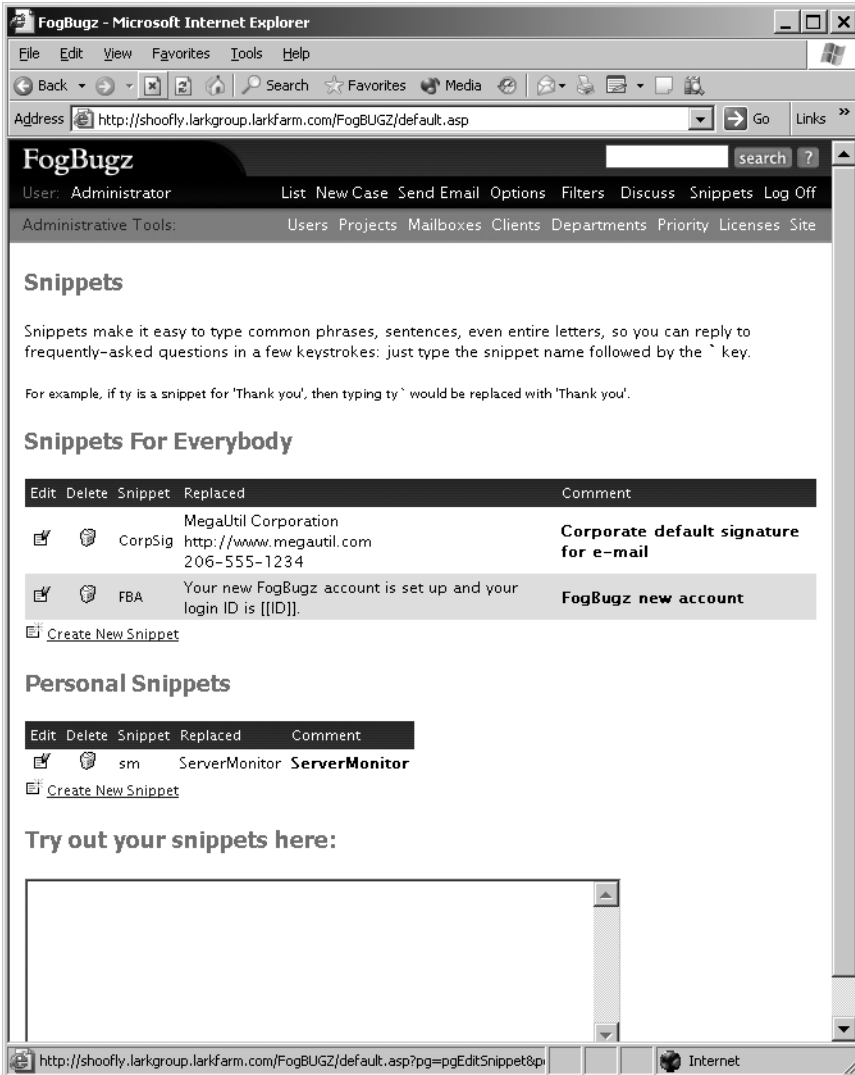 FogBugz - Microsoft Internet Explorer
File Edit View Favorites Tools Help
Back Search Favorites Media
Address http://shoofly.larkgroup.larkfarm.com/FogBUGZ/default.asp Go Links »
FogBugz search ?
User: Administrator List New Case Send Email Options Filters Discuss Snippets Log Off
Administrative Tools: Users Projects Mailboxes Clients Departments Priority Licenses Site
Snippets
Snippets make it easy to type common phrases, sentences, even entire letters, so you can reply to
frequently-asked questions in a few keystrokes: just type the snippet name followed by the ` key.
For example, if ty is a snippet for 'Thank you', then typing ty` would be replaced with 'Thank you'.
Snippets For Everybody
Edit Delete Snippet Replaced Comment
CorpSig
MegaUtil Corporation
http://www.megautil.com
206-555-1234
Corporate default signature
for e-mail
FBA
Your new FogBugz account is set up and your
login ID is [[ID]].
FogBugz new account
Create New Snippet
Personal Snippets
Edit Delete Snippet Replaced Comment
sm ServerMonitor ServerMonitor
Create New Snippet
Try out your snippets here:
http://shoofly.larkgroup.larkfarm.com/FogBUGZ/default.asp?pg=pgEditSnippet&p Internet